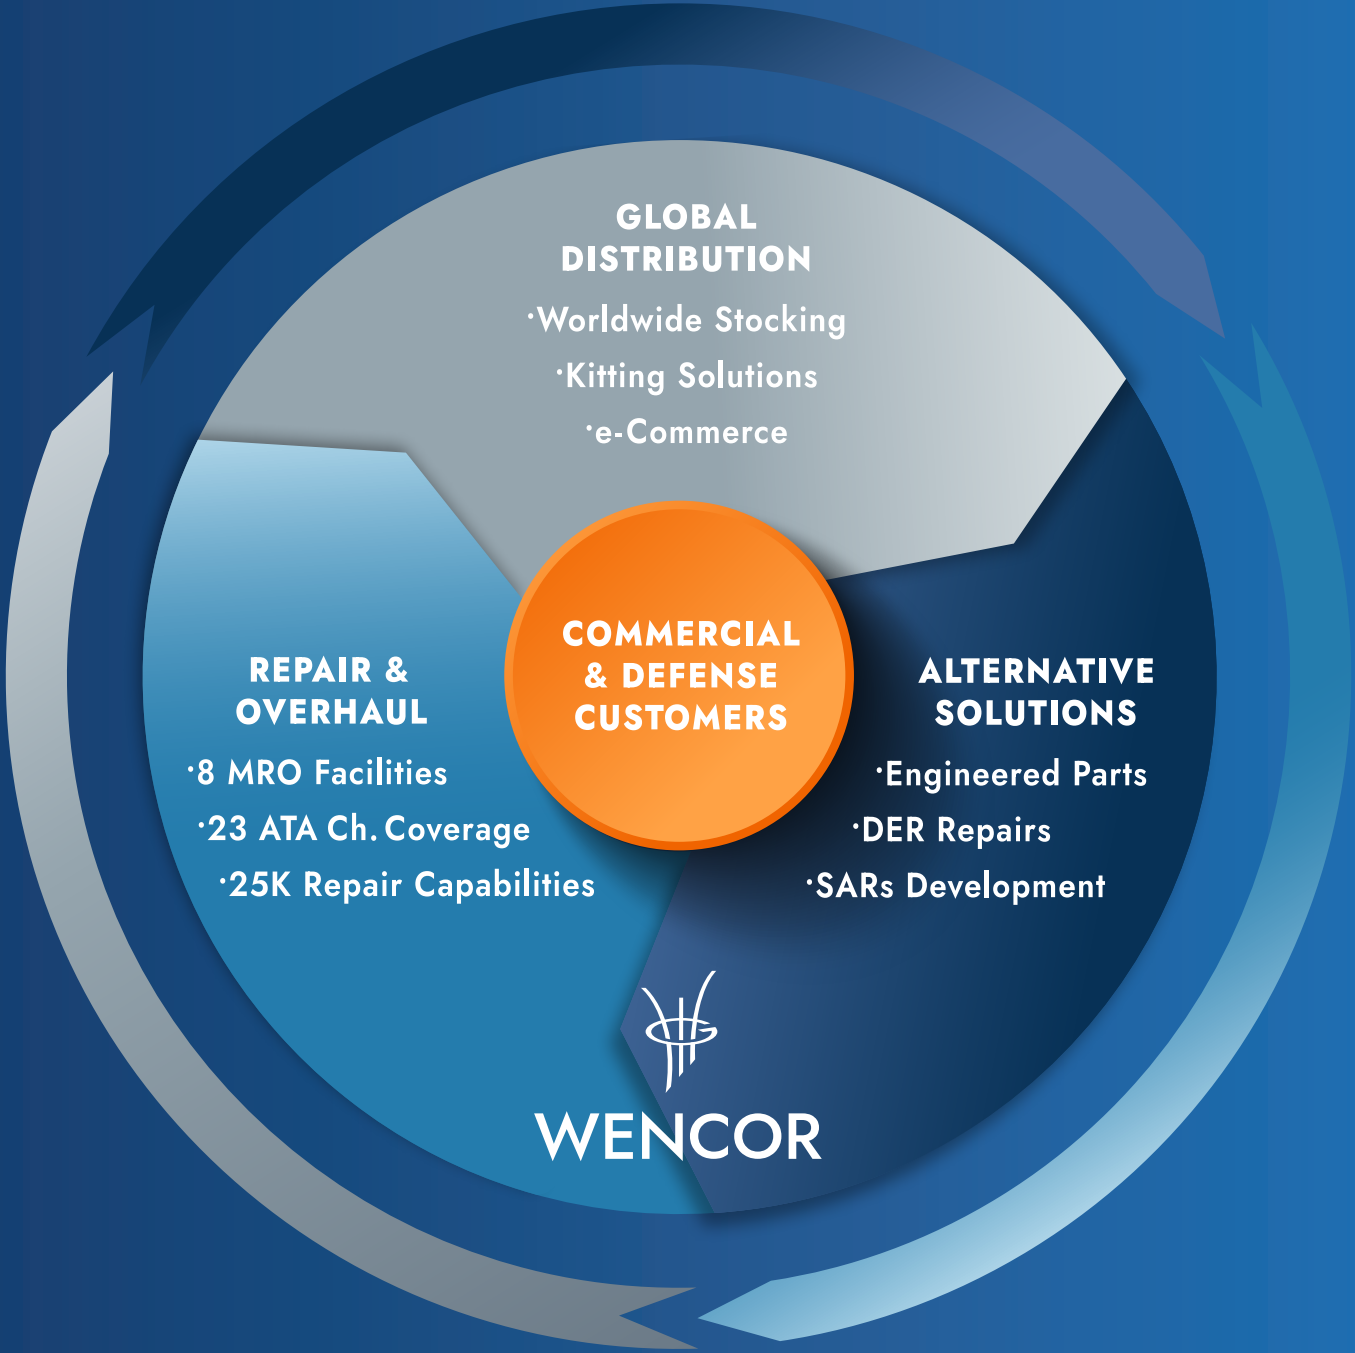 GLOBAL
DISTRIBUTION
·Worldwide Stocking
·Kitting Solutions
·e-Commerce
COMMERCIAL
& DEFENSE
CUSTOMERS
REPAIR &
OVERHAUL
·8 MRO Facilities
·23 ATA Ch. Coverage
·25K Repair Capabilities
ALTERNATIVE
SOLUTIONS
·Engineered Parts
·DER Repairs
·SARs Development
WENCOR